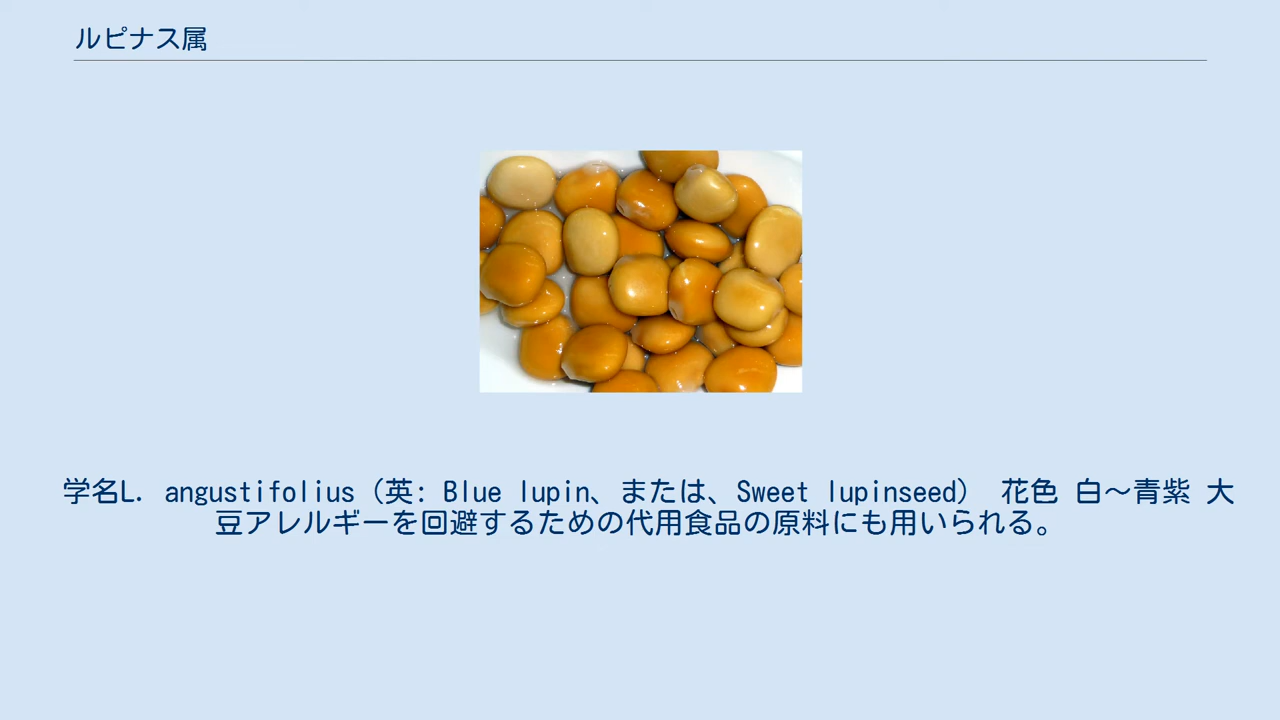 ルピナス属
学名L. angustifolius（英: Blue lupin、または、Sweet lupinseed） 花色 白～青紫 大
豆アレルギーを回避するための代用食品の原料にも用いられる。